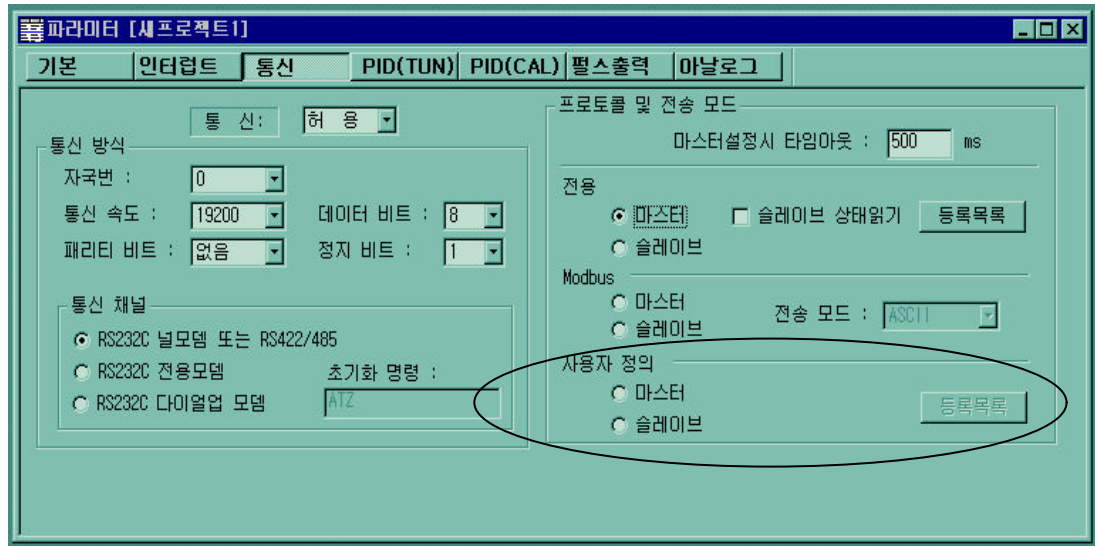 파라미터 [새프로젝트1]
기본 인터럽트 통신 PID(TUN) PID(CAL) 펄스출력 아날로그
통 신: 허 용
통신 방식
자국번 : 0
통신 속도 : 19200 데이터 비트 : 8
패리티 비트 : 없음 정지 비트 : 1
통신 채널
RS232C 널모뎀 또는 RS422/485
RS232C 전용모뎀 초기화 명령 :
RS232C 다이얼업 모뎀 ATZ
프로토콜 및 전송 모드
마스터설정시 타임아웃 : 500 ms
전용
마스터 슬레이브 상태읽기 등록목록
슬레이브
Modbus
마스터 전송 모드 : ASCII
슬레이브
사용자 정의
마스터 등록목록
슬레이브